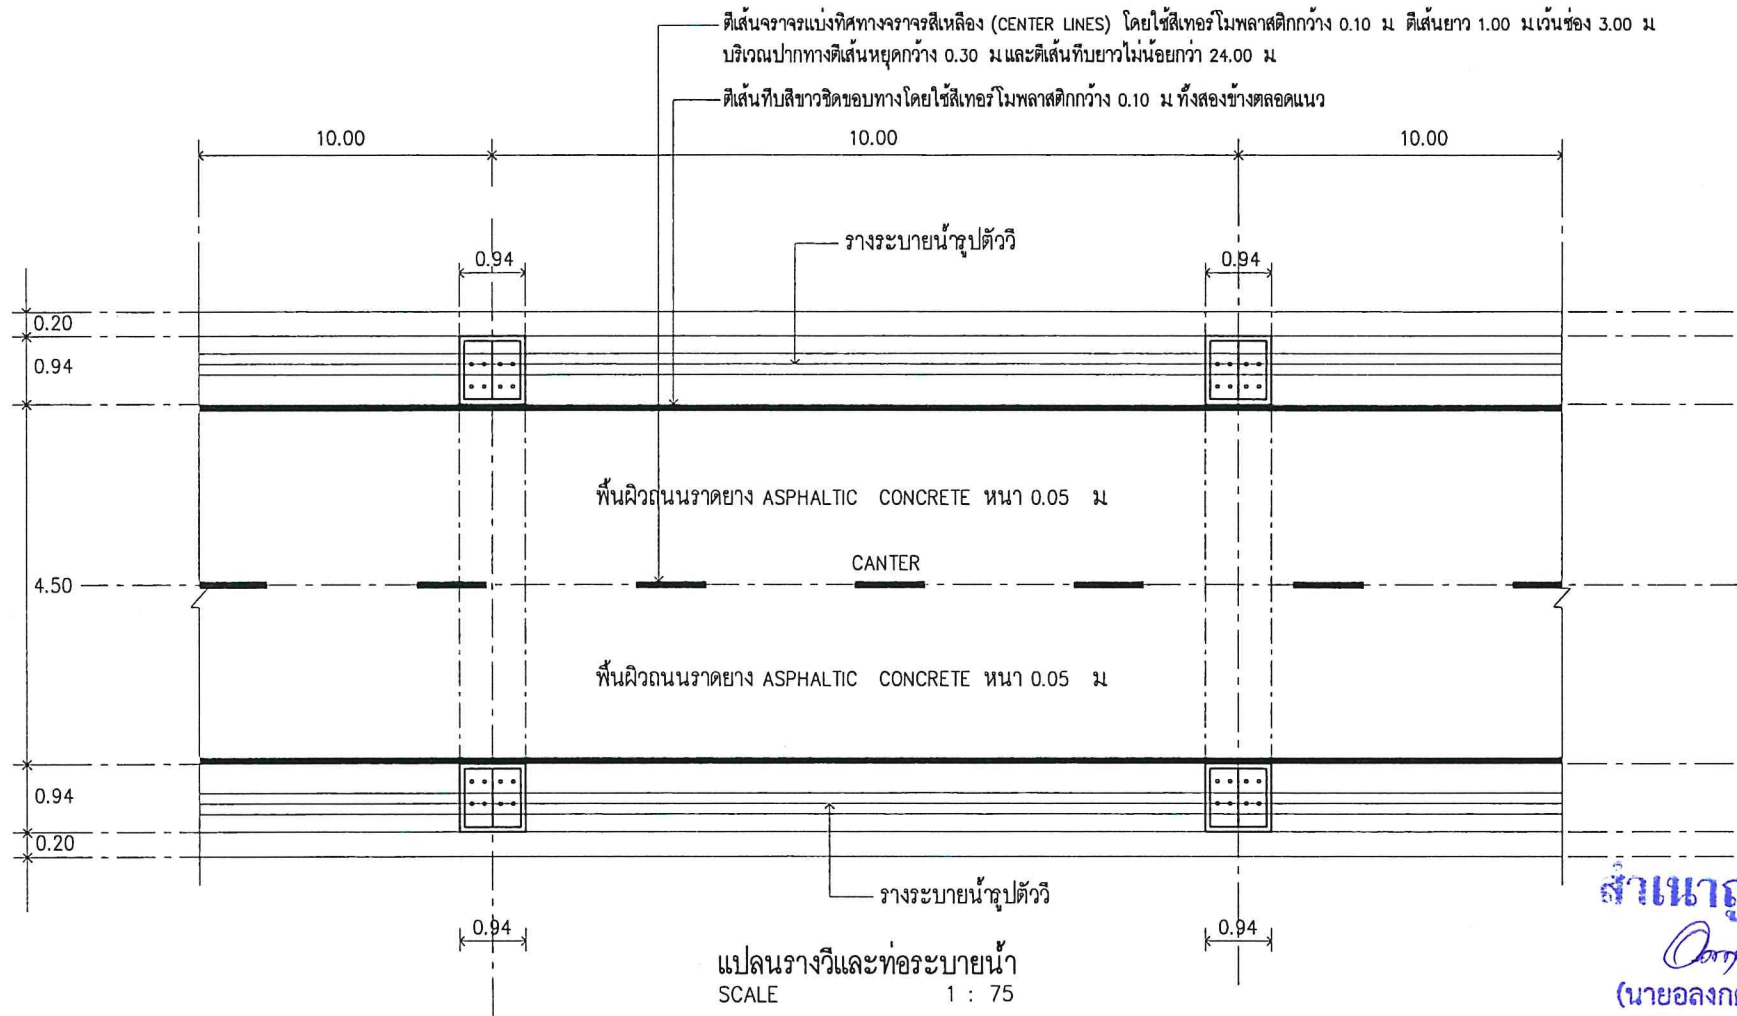 ตีเส้นจราจรแบ่งทิศทางจราจรสีเหลือง (CENTER LINES) โดยใช้สีเทอร์โมพลาสติกกว้าง 0.10 ม ตีเส้นยาว 1.00 ม เว้นช่อง 3.00 ม
บริเวณปากทางตีเส้นหยุดกว้าง 0.30 ม และตีเส้นทึบยาวไม่น้อยกว่า 24.00 ม
ตีเส้นทึบสีขาวชิดขอบทางโดยใช้สีเทอร์โมพลาสติกกว้าง 0.10 ม ทั้งสองข้างตลอดแนว
10.00 10.00 10.00
รางระบายน้ำรูปตัววี
0.94 0.94
0.20
0.94
พื้นผิวถนนราดยาง ASPHALTIC CONCRETE หนา 0.05 ม
CANTER
4.50
พื้นผิวถนนราดยาง ASPHALTIC CONCRETE หนา 0.05 ม
0.94
0.20
รางระบายน้ำรูปตัววี
0.94 0.94
แปลนรางวีและท่อระบายน้ำ
SCALE 1 : 75
สำเนาถู
(นายอลงก